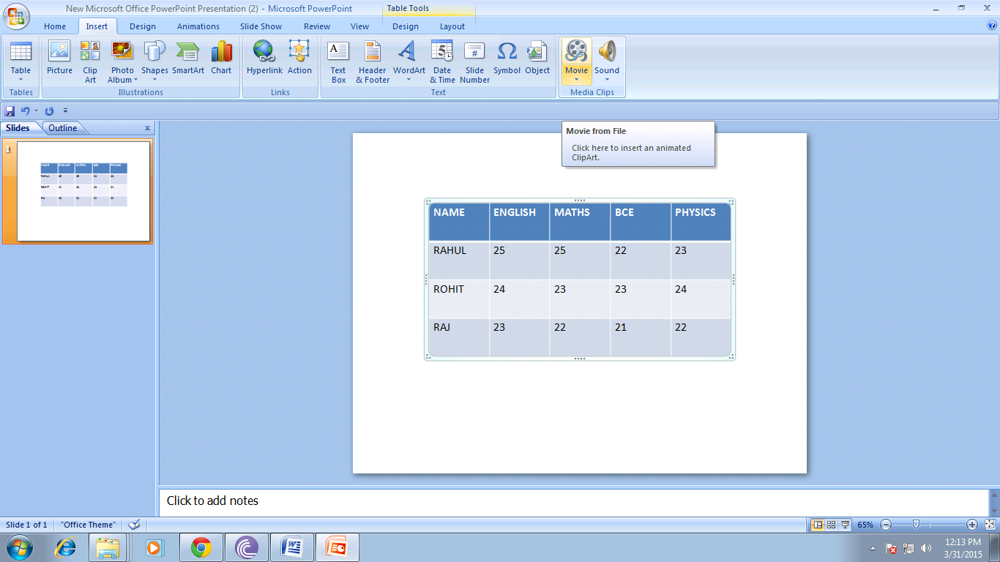 New Microsoft Office PowerPoint Presentation (2) - Microsoft PowerPoint
Table Tools
Home Insert Design Animations Slide Show Review View Design Layout
Table
Tables
Picture
Clip Art
Photo Album
Shapes
SmartArt
Chart
Illustrations
Hyperlink
Action
Links
Text Box
Header & Footer
WordArt
Date & Time
Slide Number
Symbol
Object
Text
Movie
Sound
Media Clips
Slides Outline x
Movie from File
Click here to insert an animated
ClipArt.
1
NAME ENGLISH MATHS BCE PHYSICS
RAHUL 25 25 22 23
ROHIT 24 23 23 24
RAJ 23 22 21 22
Click to add notes
Slide 1 of 1 "Office Theme" 65%
12:13 PM
3/31/2015